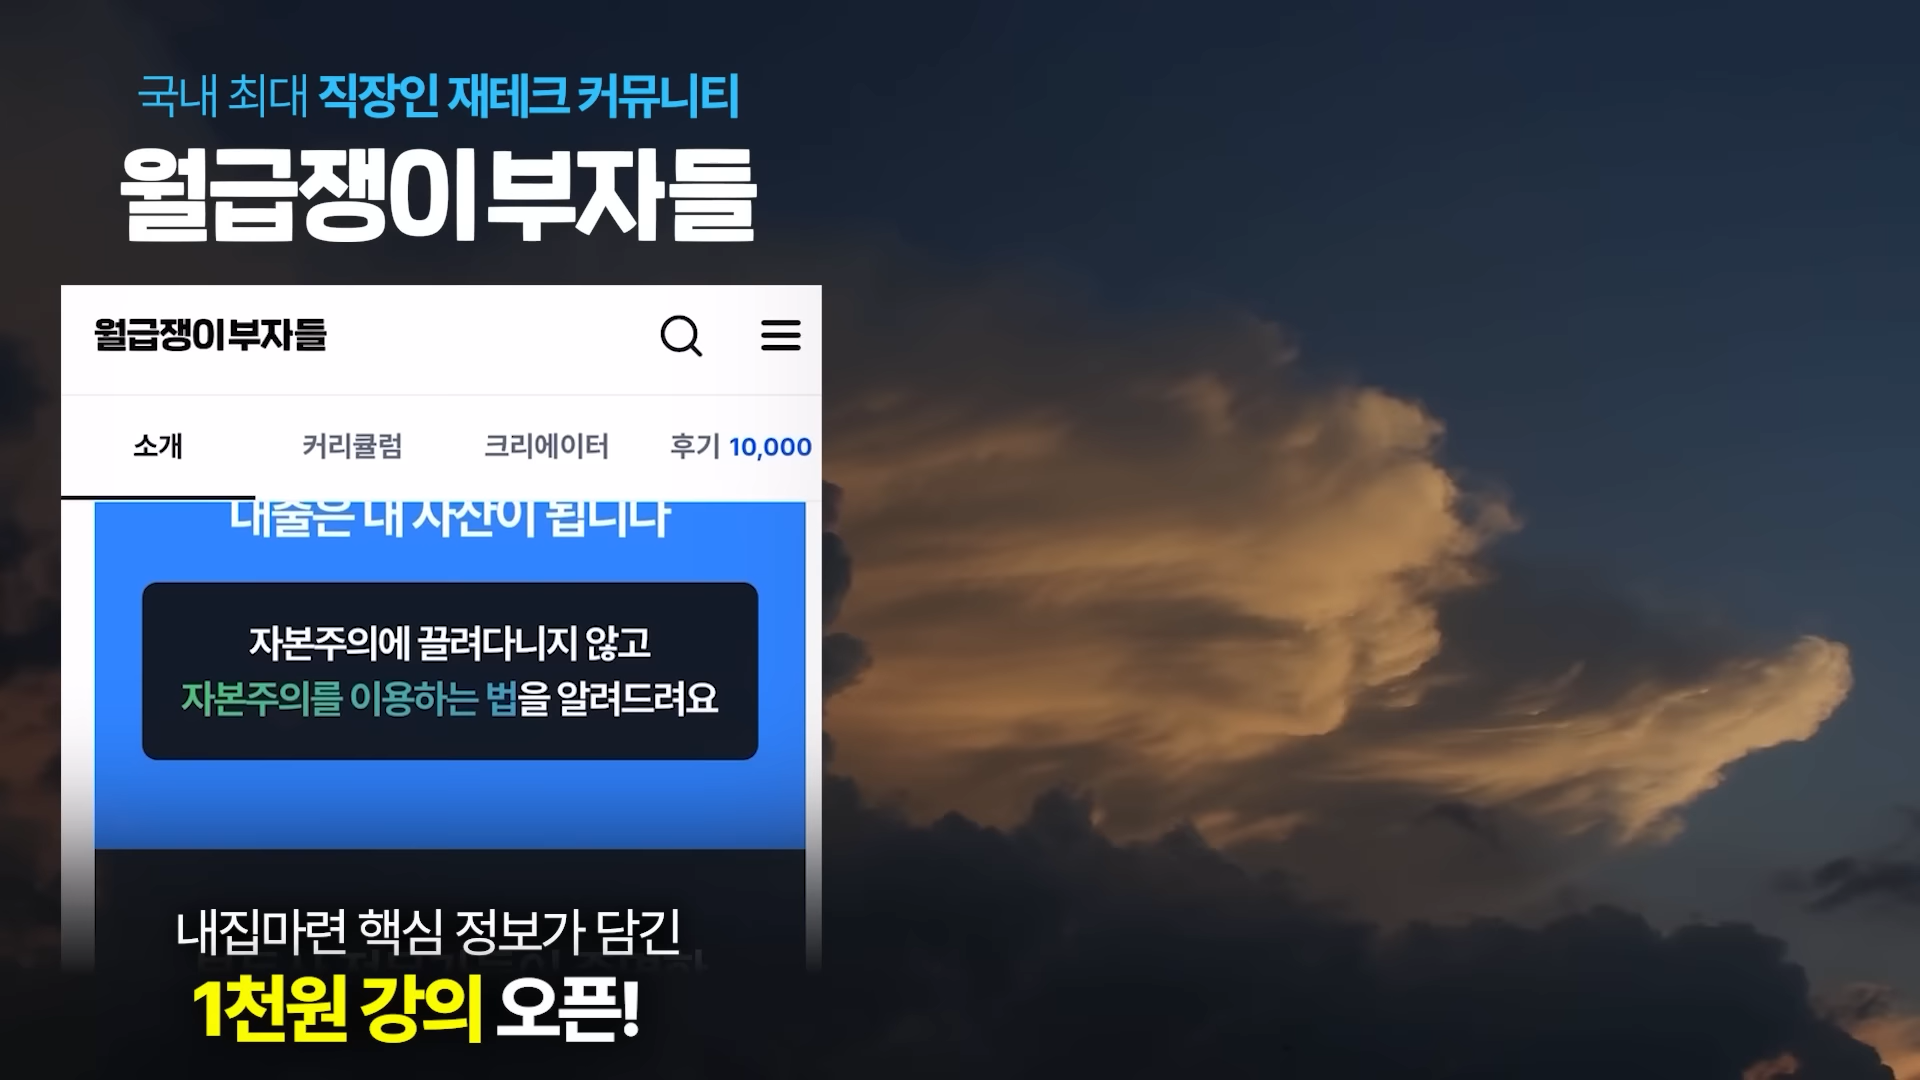 국내 최대 직장인 재테크 커뮤니티
월급쟁이부자들
월급쟁이부자들
소개 커리큘럼 크리에이터 후기 10,000
대출은 내 자산이 됩니다
자본주의에 끌려다니지 않고
자본주의를 이용하는 법을 알려드려요
내집마련 핵심 정보가 담긴
1천원 강의 오픈!